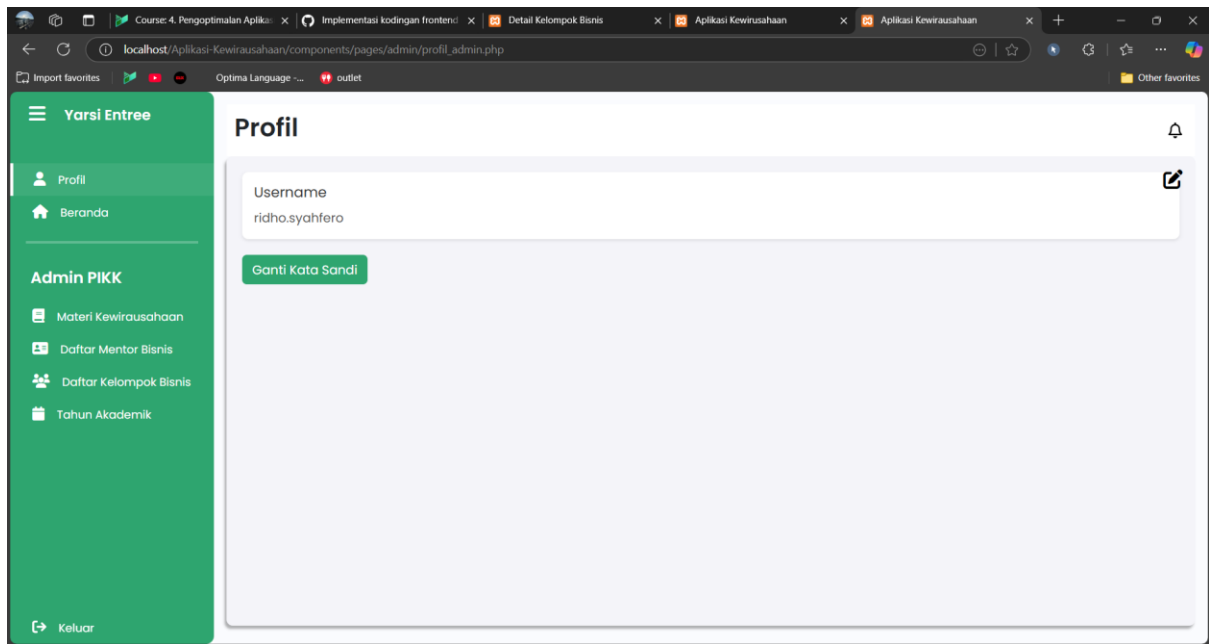 Course: 4. Pengoptimalan Aplikas
Implementasi kodingan frontend
Detail Kelompok Bisnis
Aplikasi Kewirusahaan
Aplikasi Kewirausahaan
localhost/Aplikasi-Kewirausahaan/components/pages/admin/profil_admin.php
Import favorites
Optima Language -...
outlet
Other favorites
Yarsi Entree
Profil
Profil
Beranda
Username
ridho.syahfero
Ganti Kata Sandi
Admin PIKK
Materi Kewirausahaan
Daftar Mentor Bisnis
Daftar Kelompok Bisnis
Tahun Akademik
Keluar